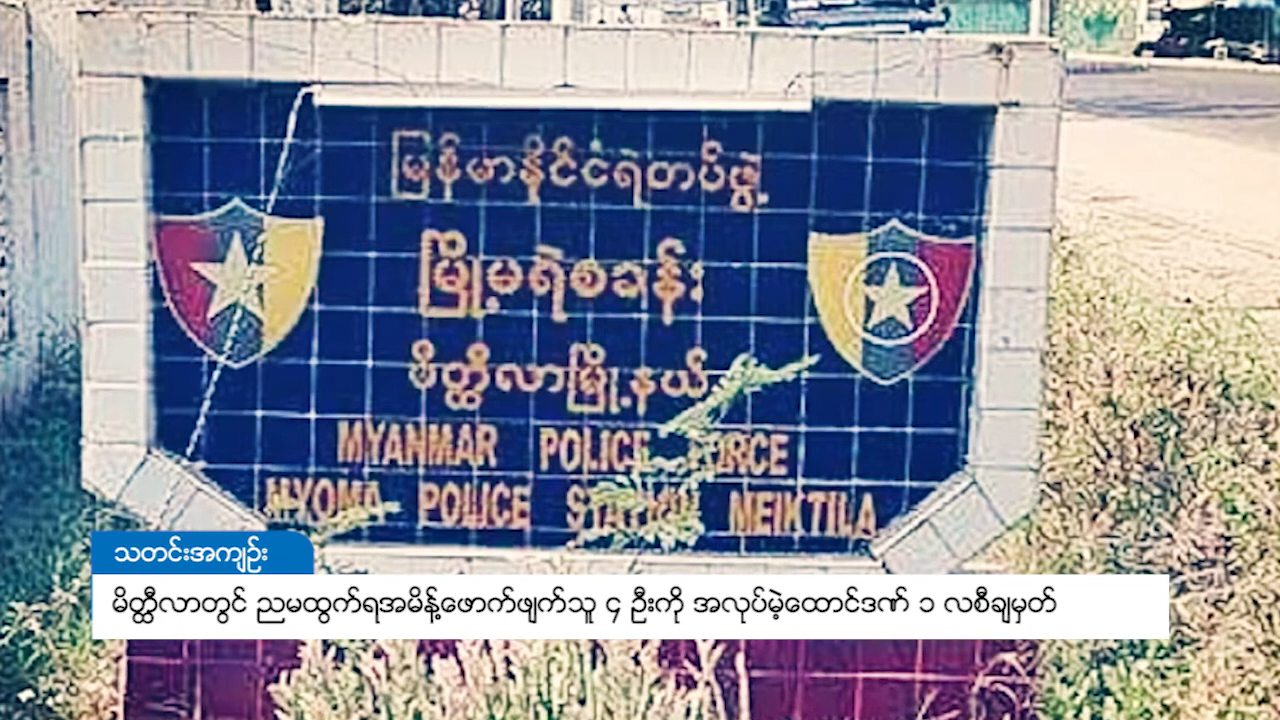 မြန်မာနိုင်ငံရဲတပ်ဖွဲ့
မြို့မရဲစခန်း
မိတ္ထီလာမြို့နယ်
MYANMAR POLICE FORCE
MYOMA POLICE STATION MEIKTILA
သတင်းအကျဉ်း
မိတ္ထီလာတွင် ညမထွက်ရအမိန့်ဖောက်ဖျက်သူ ၄ ဦးကို အလုပ်မဲ့ထောင်ဒဏ် ၁ လစီချမှတ်